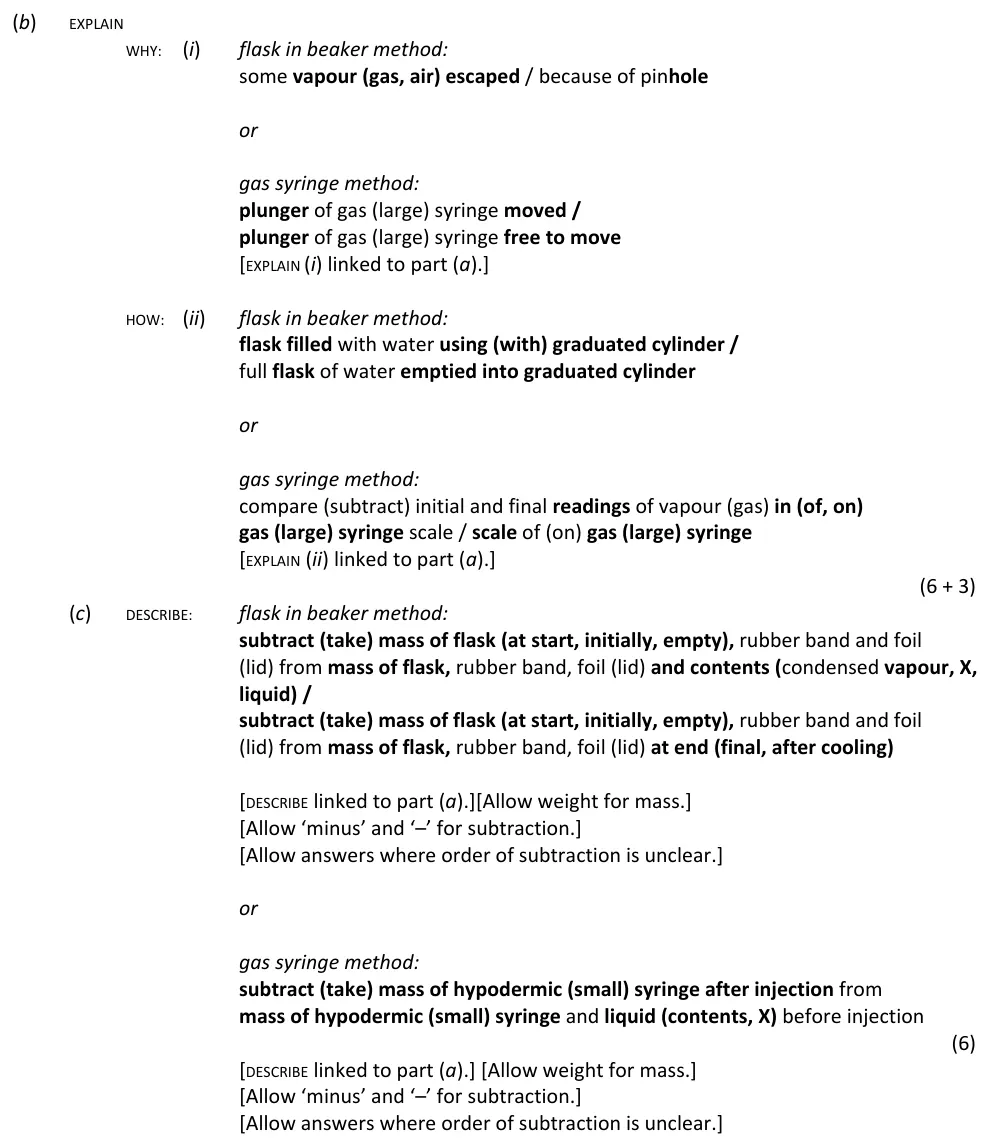 (b) EXPLAIN
WHY: (i) flask in beaker method:
some vapour (gas, air) escaped / because of pinhole
or
gas syringe method:
plunger of gas (large) syringe moved /
plunger of gas (large) syringe free to move
[EXPLAIN (i) linked to part (a).]
HOW: (ii) flask in beaker method:
flask filled with water using (with) graduated cylinder /
full flask of water emptied into graduated cylinder
or
gas syringe method:
compare (subtract) initial and final readings of vapour (gas) in (of, on)
gas (large) syringe scale / scale of (on) gas (large) syringe
[EXPLAIN (ii) linked to part (a).]
(6 + 3)
(c) DESCRIBE: flask in beaker method:
subtract (take) mass of flask (at start, initially, empty), rubber band and foil
(lid) from mass of flask, rubber band, foil (lid) and contents (condensed vapour, X,
liquid) /
subtract (take) mass of flask (at start, initially, empty), rubber band and foil
(lid) from mass of flask, rubber band, foil (lid) at end (final, after cooling)
[DESCRIBE linked to part (a).][Allow weight for mass.]
[Allow ‘minus’ and ‘–’ for subtraction.]
[Allow answers where order of subtraction is unclear.]
or
gas syringe method:
subtract (take) mass of hypodermic (small) syringe after injection from
mass of hypodermic (small) syringe and liquid (contents, X) before injection
(6)
[DESCRIBE linked to part (a).] [Allow weight for mass.]
[Allow ‘minus’ and ‘–’ for subtraction.]
[Allow answers where order of subtraction is unclear.]